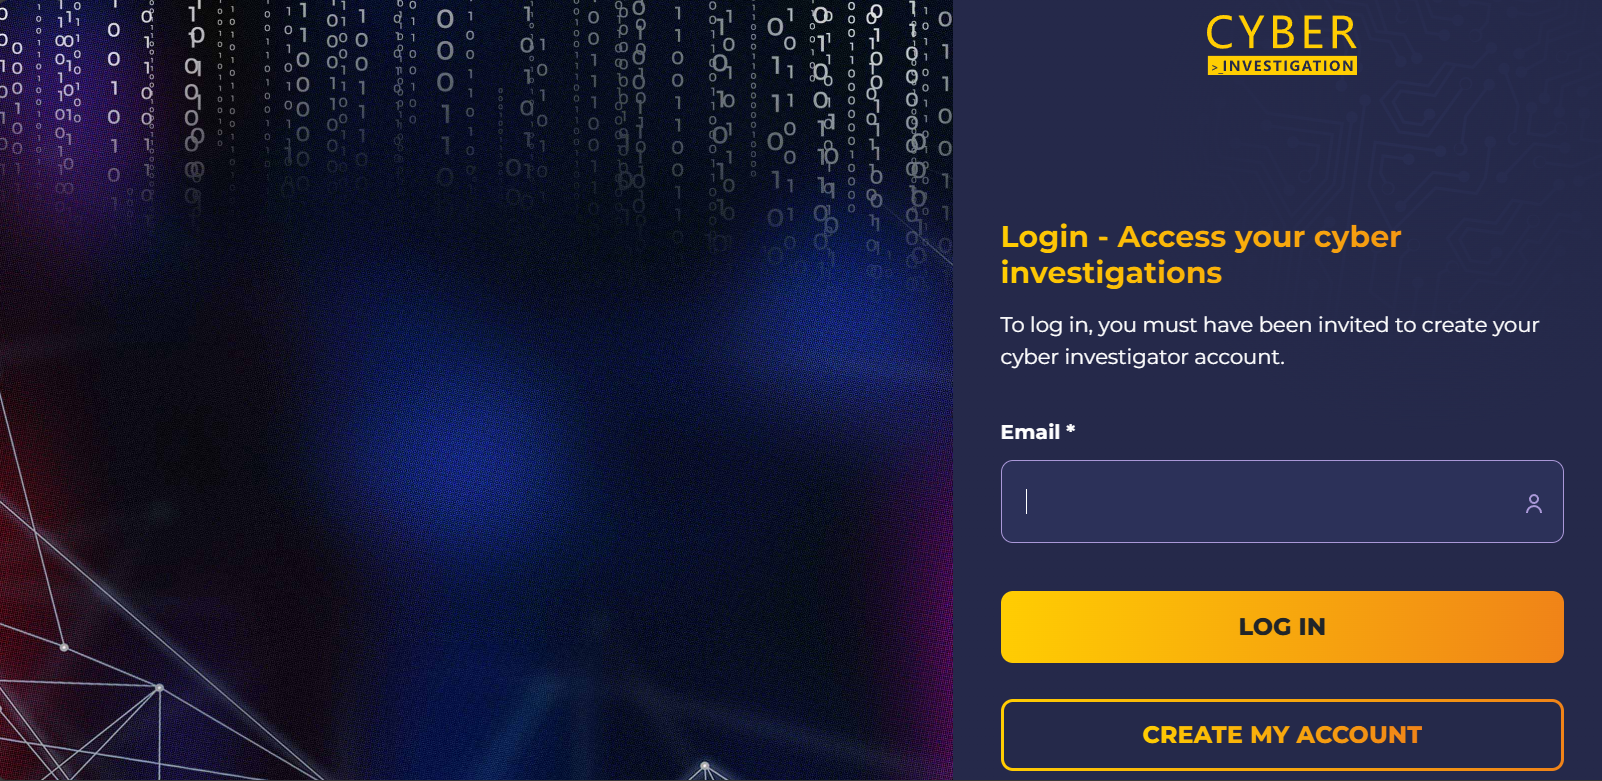 CYBER
>_INVESTIGATION
Login - Access your cyber
investigations
To log in, you must have been invited to create your
cyber investigator account.
Email *
LOG IN
CREATE MY ACCOUNT